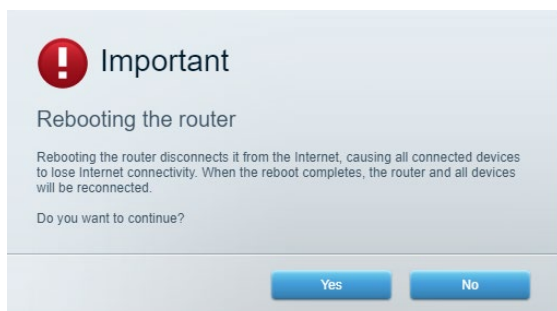 Important
Rebooting the router
Rebooting the router disconnects it from the Internet, causing all connected devices
to lose Internet connectivity. When the reboot completes, the router and all devices
will be reconnected.
Do you want to continue?
Yes No